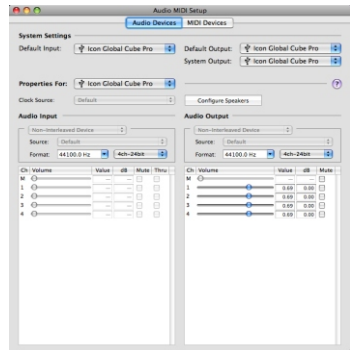 Audio MIDI Setup
Audio Devices MIDI Devices
System Settings
Default Input: Icon Global Cube Pro
Default Output: Icon Global Cube Pro
System Output: Icon Global Cube Pro
Properties For: Icon Global Cube Pro ?
Clock Source: Default
Configure Speakers
Audio Input
Non-Interleaved Device
Source: Default
Format: 44100.0 Hz 4ch-24bit
Ch Volume Value dB Mute Thru
M -- --
1 -- --
2 -- --
3 -- --
4 -- --
Audio Output
Non-Interleaved Device
Source: Default
Format: 44100.0 Hz 4ch-24bit
Ch Volume Value dB Mute
M -- --
1 0.69 0.00
2 0.69 0.00
3 0.69 0.00
4 0.69 0.00